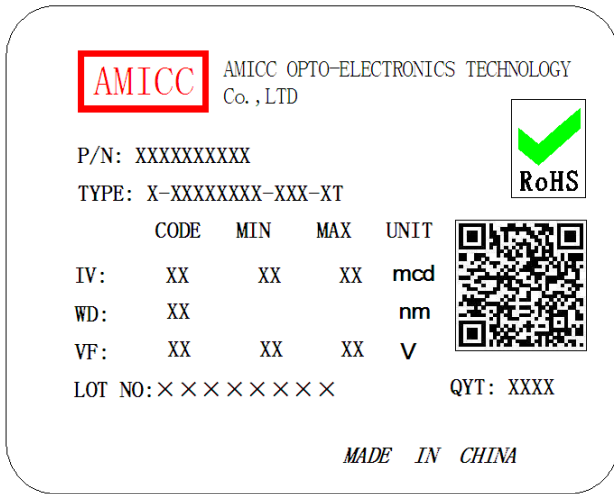 AMICC
AMICC OPTO-ELECTRONICS TECHNOLOGY
Co.,LTD
P/N: XXXXXXXXXX
RoHS
TYPE: X-XXXXXXXX-XXX-XT
CODE MIN MAX UNIT
IV: XX XX XX mcd
WD: XX nm
VF: XX XX XX V
LOT NO:××××××××
QYT: XXXX
MADE IN CHINA